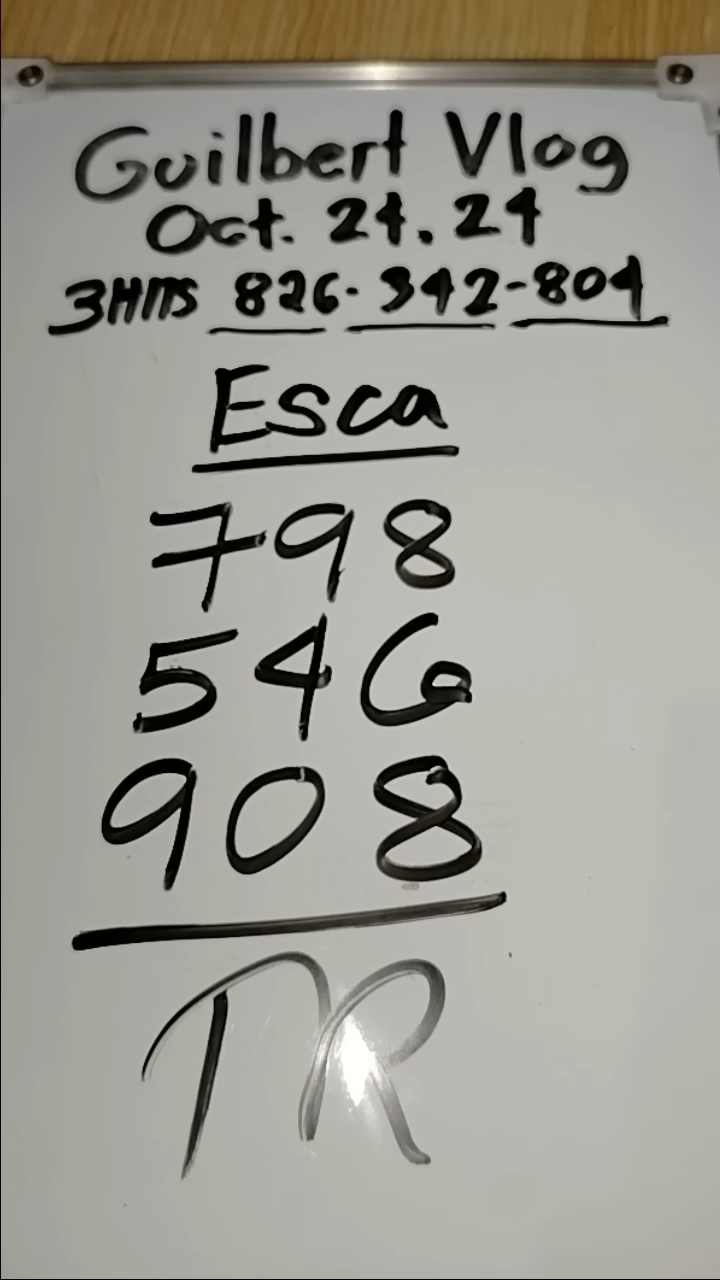 Guilbert Vlog
Oct. 24. 24
3HITS 826- 342-804
Esca
798
546
908
TR